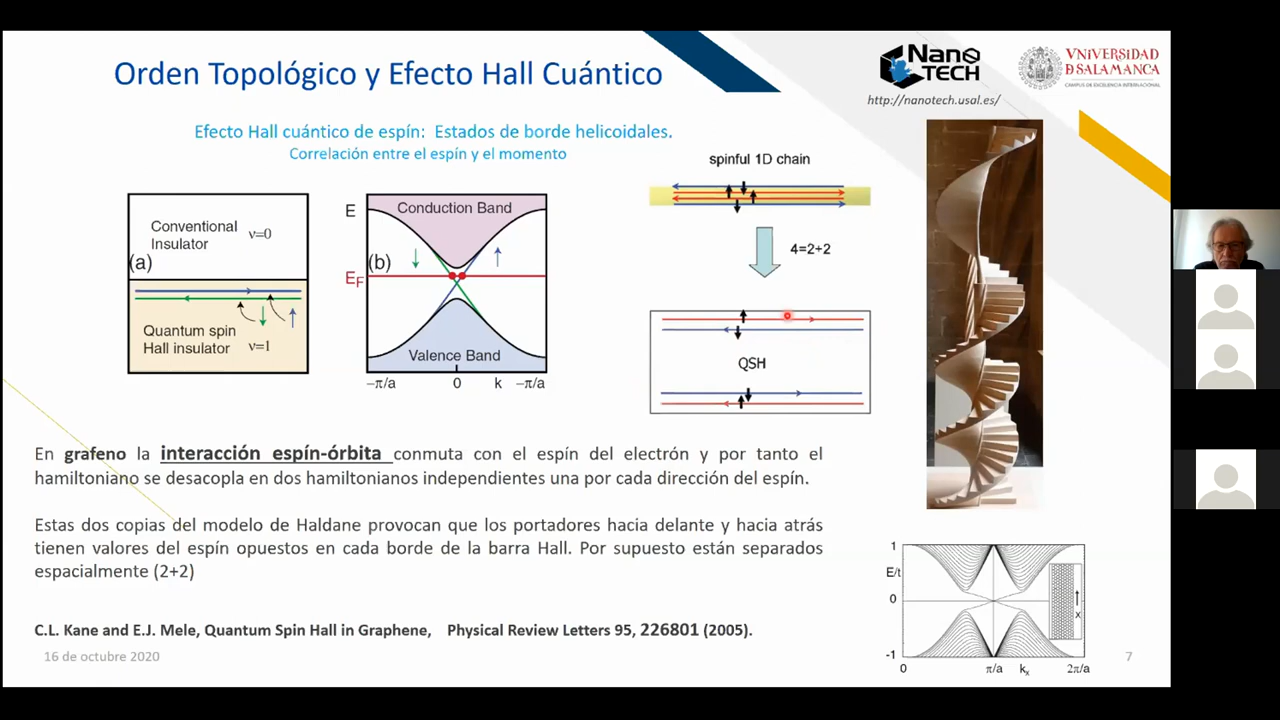 Orden Topológico y Efecto Hall Cuántico
Nano
TECH
http://nanotech.usal.es/
VNiVERSiDAD
D SALAMANCA
CAMPUS DE EXCELENCIA INTERNACIONAL
Efecto Hall cuántico de espín: Estados de borde helicoidales.
Correlación entre el espín y el momento
Conventional
Insulator ν=0
(a)
Quantum spin
Hall insulator ν=1
E
Conduction Band
(b)
E_F
Valence Band
−π/a 0 k −π/a
spinful 1D chain
4=2+2
QSH
En grafeno la interacción espín-órbita conmuta con el espín del electrón y por tanto el
hamiltoniano se desacopla en dos hamiltonianos independientes una por cada dirección del espín.
Estas dos copias del modelo de Haldane provocan que los portadores hacia delante y hacia atrás
tienen valores del espín opuestos en cada borde de la barra Hall. Por supuesto están separados
espacialmente (2+2)
C.L. Kane and E.J. Mele, Quantum Spin Hall in Graphene, Physical Review Letters 95, 226801 (2005).
16 de octubre 2020
1
E/t
0
-1
x
0 π/a kx 2π/a
7